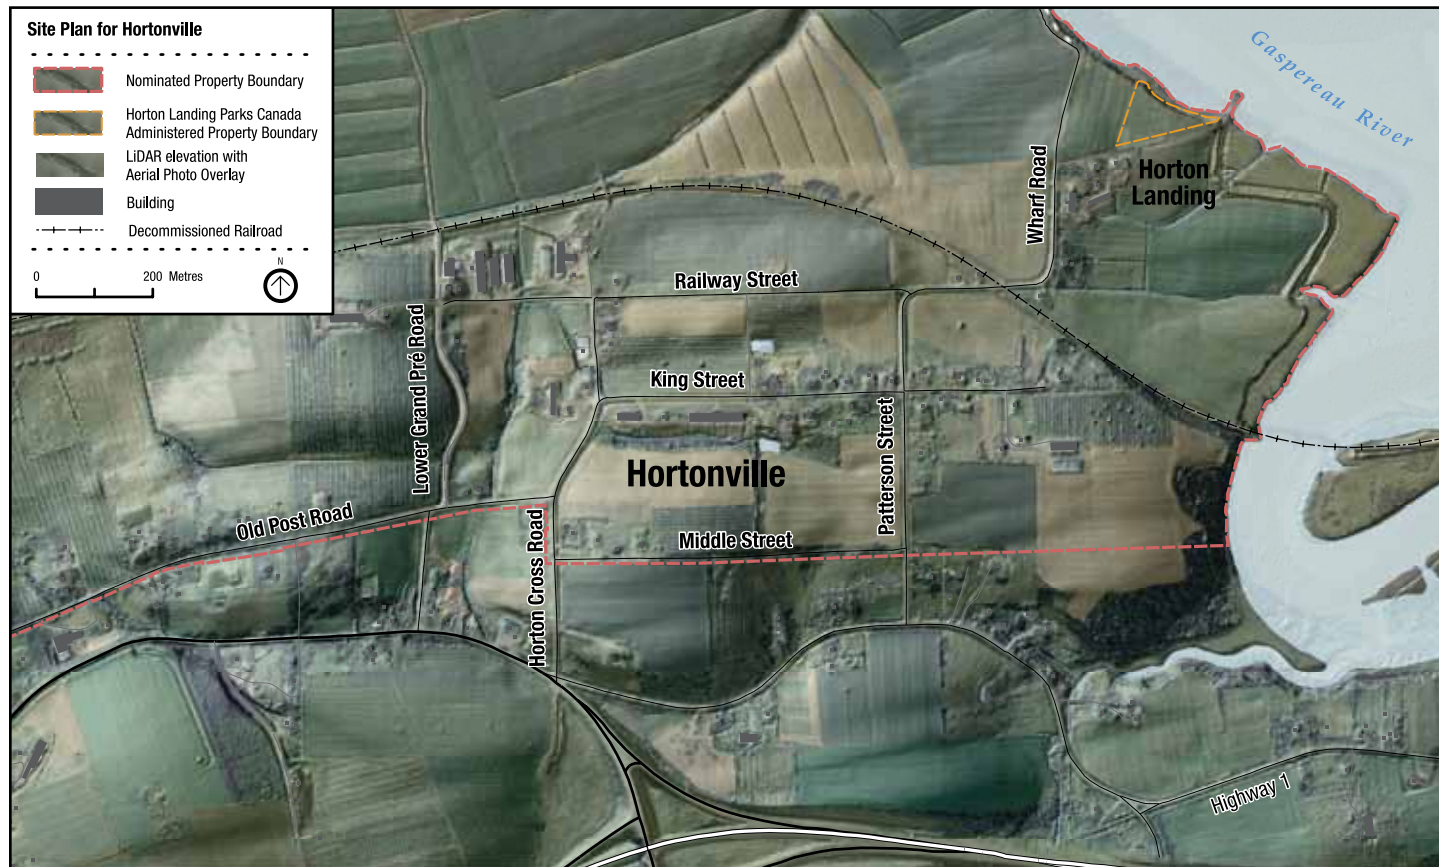 Site Plan for Hortonville
Nominated Property Boundary
Horton Landing Parks Canada
Administered Property Boundary
LiDAR elevation with
Aerial Photo Overlay
Building
Decommissioned Railroad
0 200 Metres
N
Gaspereau River
Horton
Landing
Wharf Road
Railway Street
Lower Grand Pré Road
King Street
Patterson Street
Hortonville
Old Post Road
Middle Street
Horton Cross Road
Highway 1